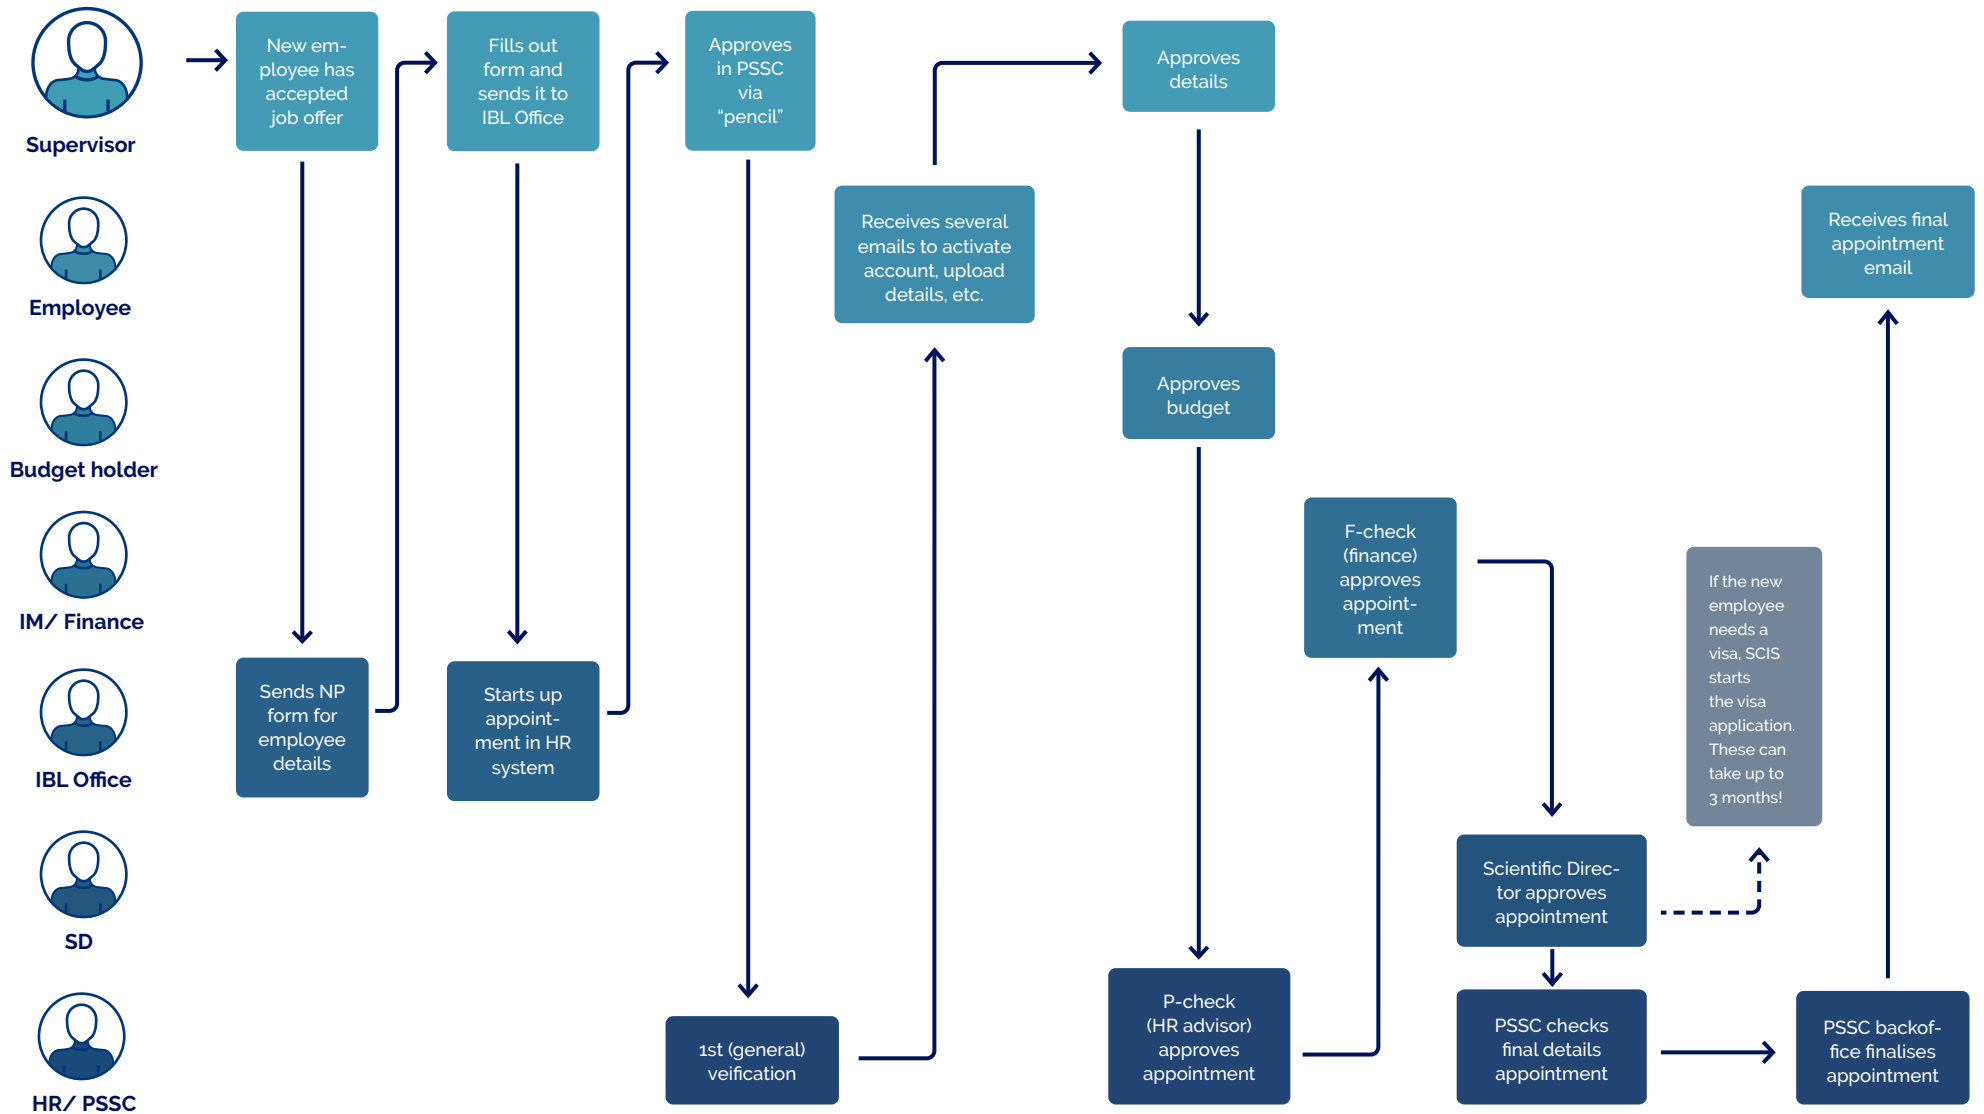 Supervisor
Employee
Budget holder
IM/ Finance
IBL Office
SD
HR/ PSSC
New em-
ployee has
accepted
job offer
Sends NP
form for
employee
details
Fills out
form and
sends it to
IBL Office
Starts up
appoint-
ment in HR
system
Approves
in PSSC
via
“pencil”
1st (general)
veification
Receives several
emails to activate
account, upload
details, etc.
Approves
details
Approves
budget
P-check
(HR advisor)
approves
appointment
F-check
(finance)
approves
appoint-
ment
Scientific Direc-
tor approves
appointment
If the new
employee
needs a
visa, SCIS
starts
the visa
application.
These can
take up to
3 months!
PSSC checks
final details
appointment
PSSC backof-
fice finalises
appointment
Receives final
appointment
email